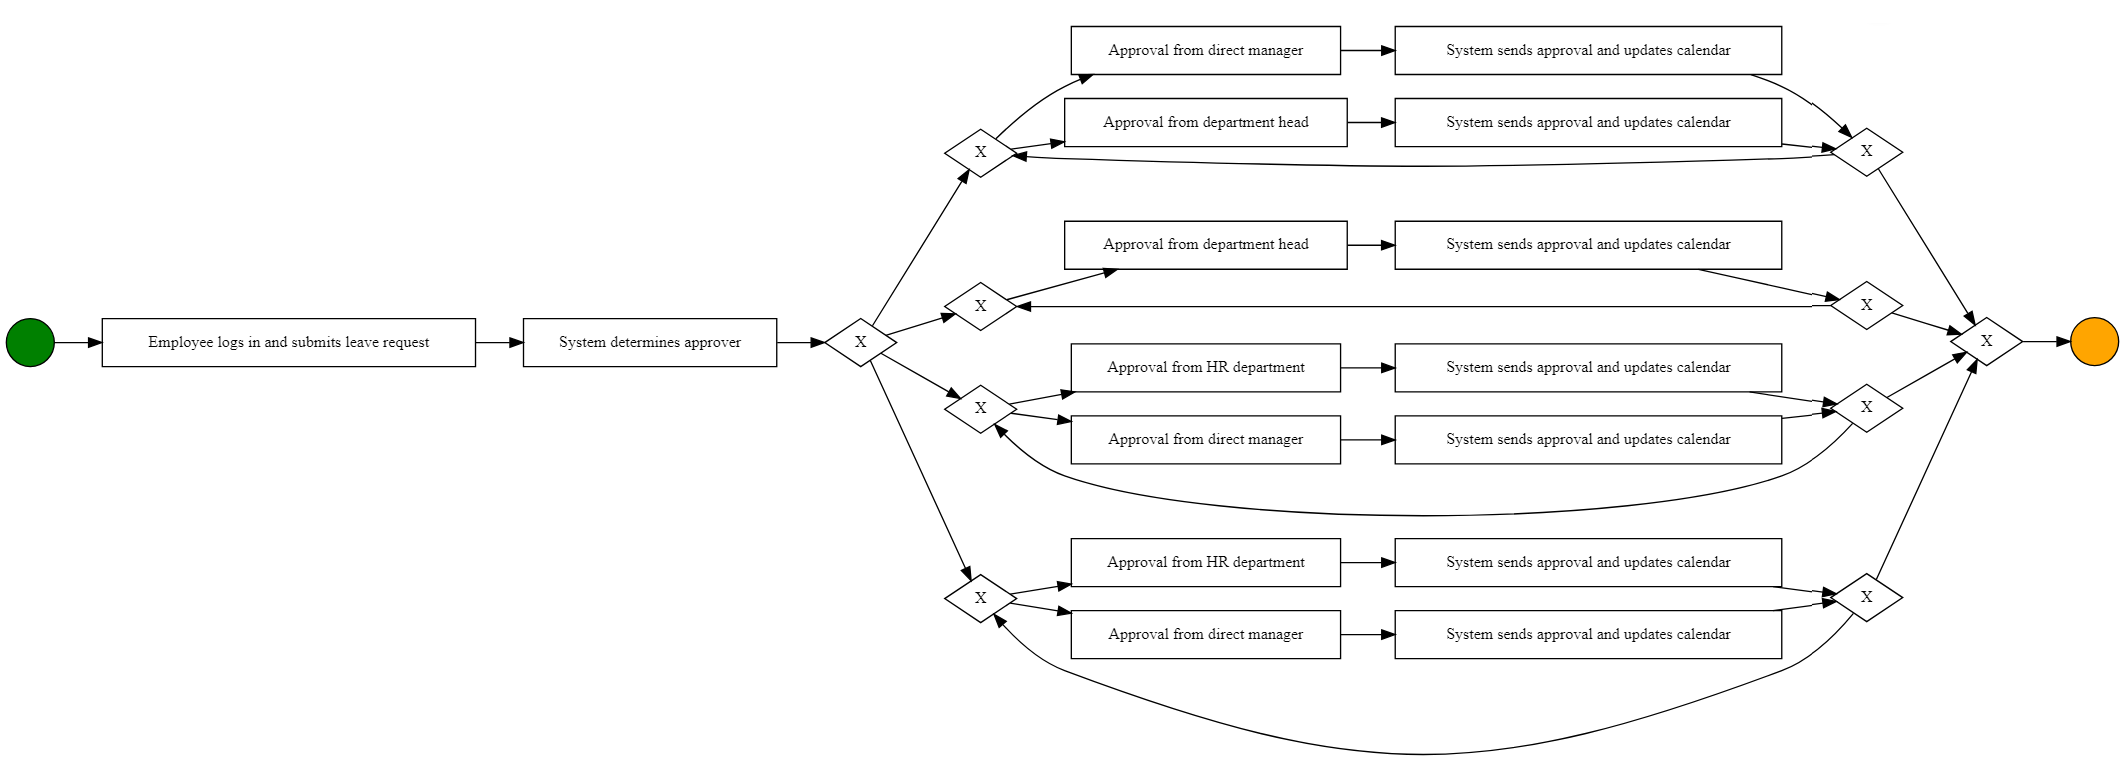 Approval from direct manager
System sends approval and updates calendar
Approval from department head
System sends approval and updates calendar
X
X
Approval from department head
System sends approval and updates calendar
X
X
Employee logs in and submits leave request
System determines approver
X
X
Approval from HR department
System sends approval and updates calendar
X
X
Approval from direct manager
System sends approval and updates calendar
Approval from HR department
System sends approval and updates calendar
X
X
Approval from direct manager
System sends approval and updates calendar